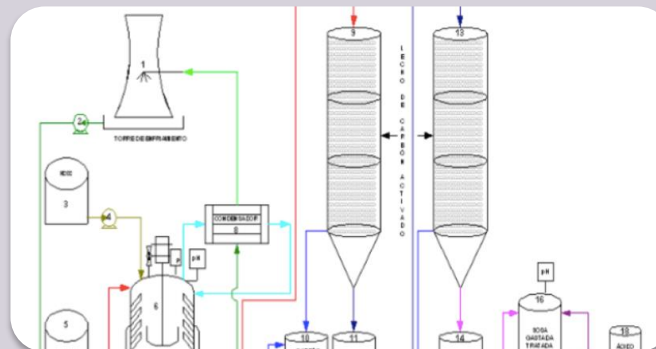 1
2
TORRE DE ENFRIAMIENTO
3
4
CONDENSADOR
8
P
pH
6
5
9
13
LECHO DE CARBÓN ACTIVADO
10
11
14
pH
16
SOSA
GASTADA
TRATADA
18
ÁCIDO